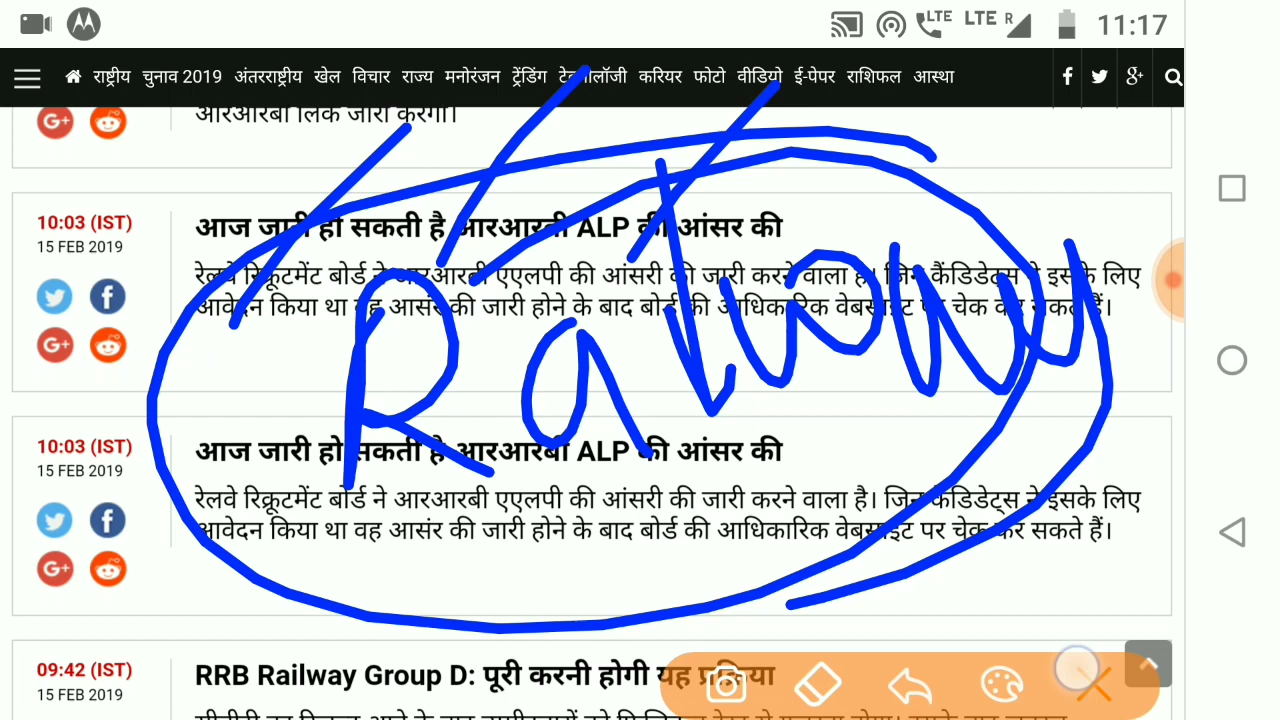 LTE LTE R 11:17
राष्ट्रीय चुनाव 2019 अंतरराष्ट्रीय खेल विचार राज्य मनोरंजन ट्रेंडिंग टेक्नोलॉजी करियर फोटो वीडियो ई-पेपर राशिफल आस्था
आरआरबी लिंक जारी करेगा।
10:03 (IST)
15 FEB 2019
आज जारी हो सकती है आरआरबी ALP की आंसर की
रेलवे रिक्रूटमेंट बोर्ड ने आरआरबी एएलपी की आंसरी की जारी करने वाला है। जिन कैंडिडेट्स ने इसके लिए
आवेदन किया था वह आसंर की जारी होने के बाद बोर्ड की आधिकारिक वेबसाइट पर चेक कर सकते हैं।
Railway
10:03 (IST)
15 FEB 2019
आज जारी हो सकती है आरआरबी ALP की आंसर की
रेलवे रिक्रूटमेंट बोर्ड ने आरआरबी एएलपी की आंसरी की जारी करने वाला है। जिन कैंडिडेट्स ने इसके लिए
आवेदन किया था वह आसंर की जारी होने के बाद बोर्ड की आधिकारिक वेबसाइट पर चेक कर सकते हैं।
09:42 (IST)
15 FEB 2019
RRB Railway Group D: पूरी करनी होगी यह प्रक्रिया